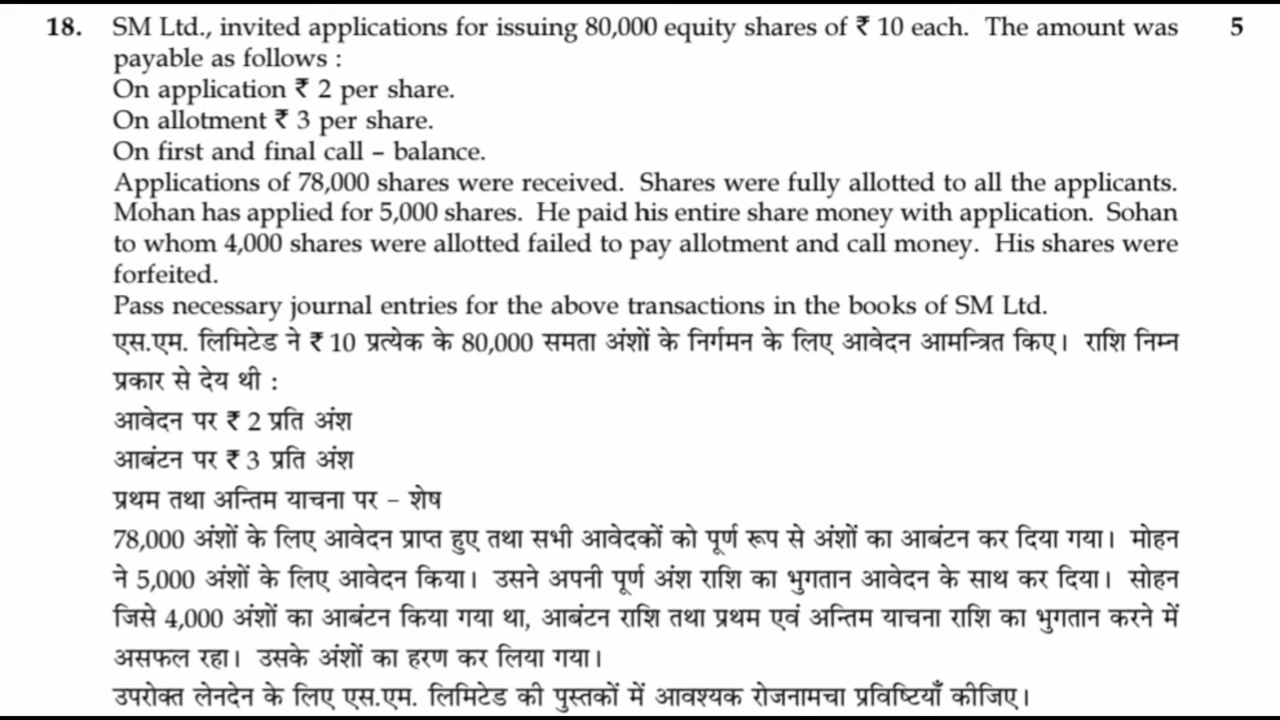 18. SM Ltd., invited applications for issuing 80,000 equity shares of ₹ 10 each. The amount was 5
payable as follows :
On application ₹ 2 per share.
On allotment ₹ 3 per share.
On first and final call – balance.
Applications of 78,000 shares were received. Shares were fully allotted to all the applicants.
Mohan has applied for 5,000 shares. He paid his entire share money with application. Sohan
to whom 4,000 shares were allotted failed to pay allotment and call money. His shares were
forfeited.
Pass necessary journal entries for the above transactions in the books of SM Ltd.
एस.एम. लिमिटेड ने ₹ 10 प्रत्येक के 80,000 समता अंशों के निर्गमन के लिए आवेदन आमन्त्रित किए। राशि निम्न
प्रकार से देय थी :
आवेदन पर ₹ 2 प्रति अंश
आबंटन पर ₹ 3 प्रति अंश
प्रथम तथा अन्तिम याचना पर – शेष
78,000 अंशों के लिए आवेदन प्राप्त हुए तथा सभी आवेदकों को पूर्ण रूप से अंशों का आबंटन कर दिया गया। मोहन
ने 5,000 अंशों के लिए आवेदन किया। उसने अपनी पूर्ण अंश राशि का भुगतान आवेदन के साथ कर दिया। सोहन
जिसे 4,000 अंशों का आबंटन किया गया था, आबंटन राशि तथा प्रथम एवं अन्तिम याचना राशि का भुगतान करने में
असफल रहा। उसके अंशों का हरण कर लिया गया।
उपरोक्त लेनदेन के लिए एस.एम. लिमिटेड की पुस्तकों में आवश्यक रोजनामचा प्रविष्टियाँ कीजिए।